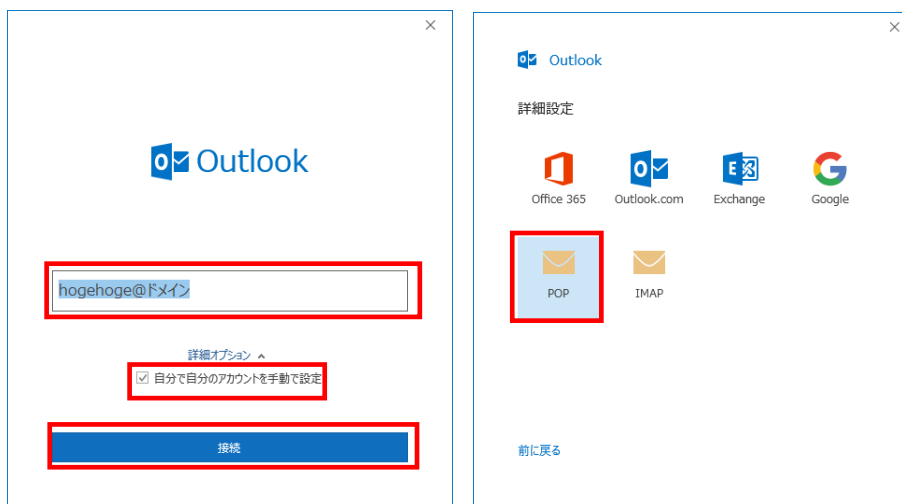 Outlook
hogehoge@ドメイン
詳細オプション
自分で自分のアカウントを手動で設定
接続
Outlook
詳細設定
Office 365 Outlook.com Exchange Google
POP IMAP
前に戻る